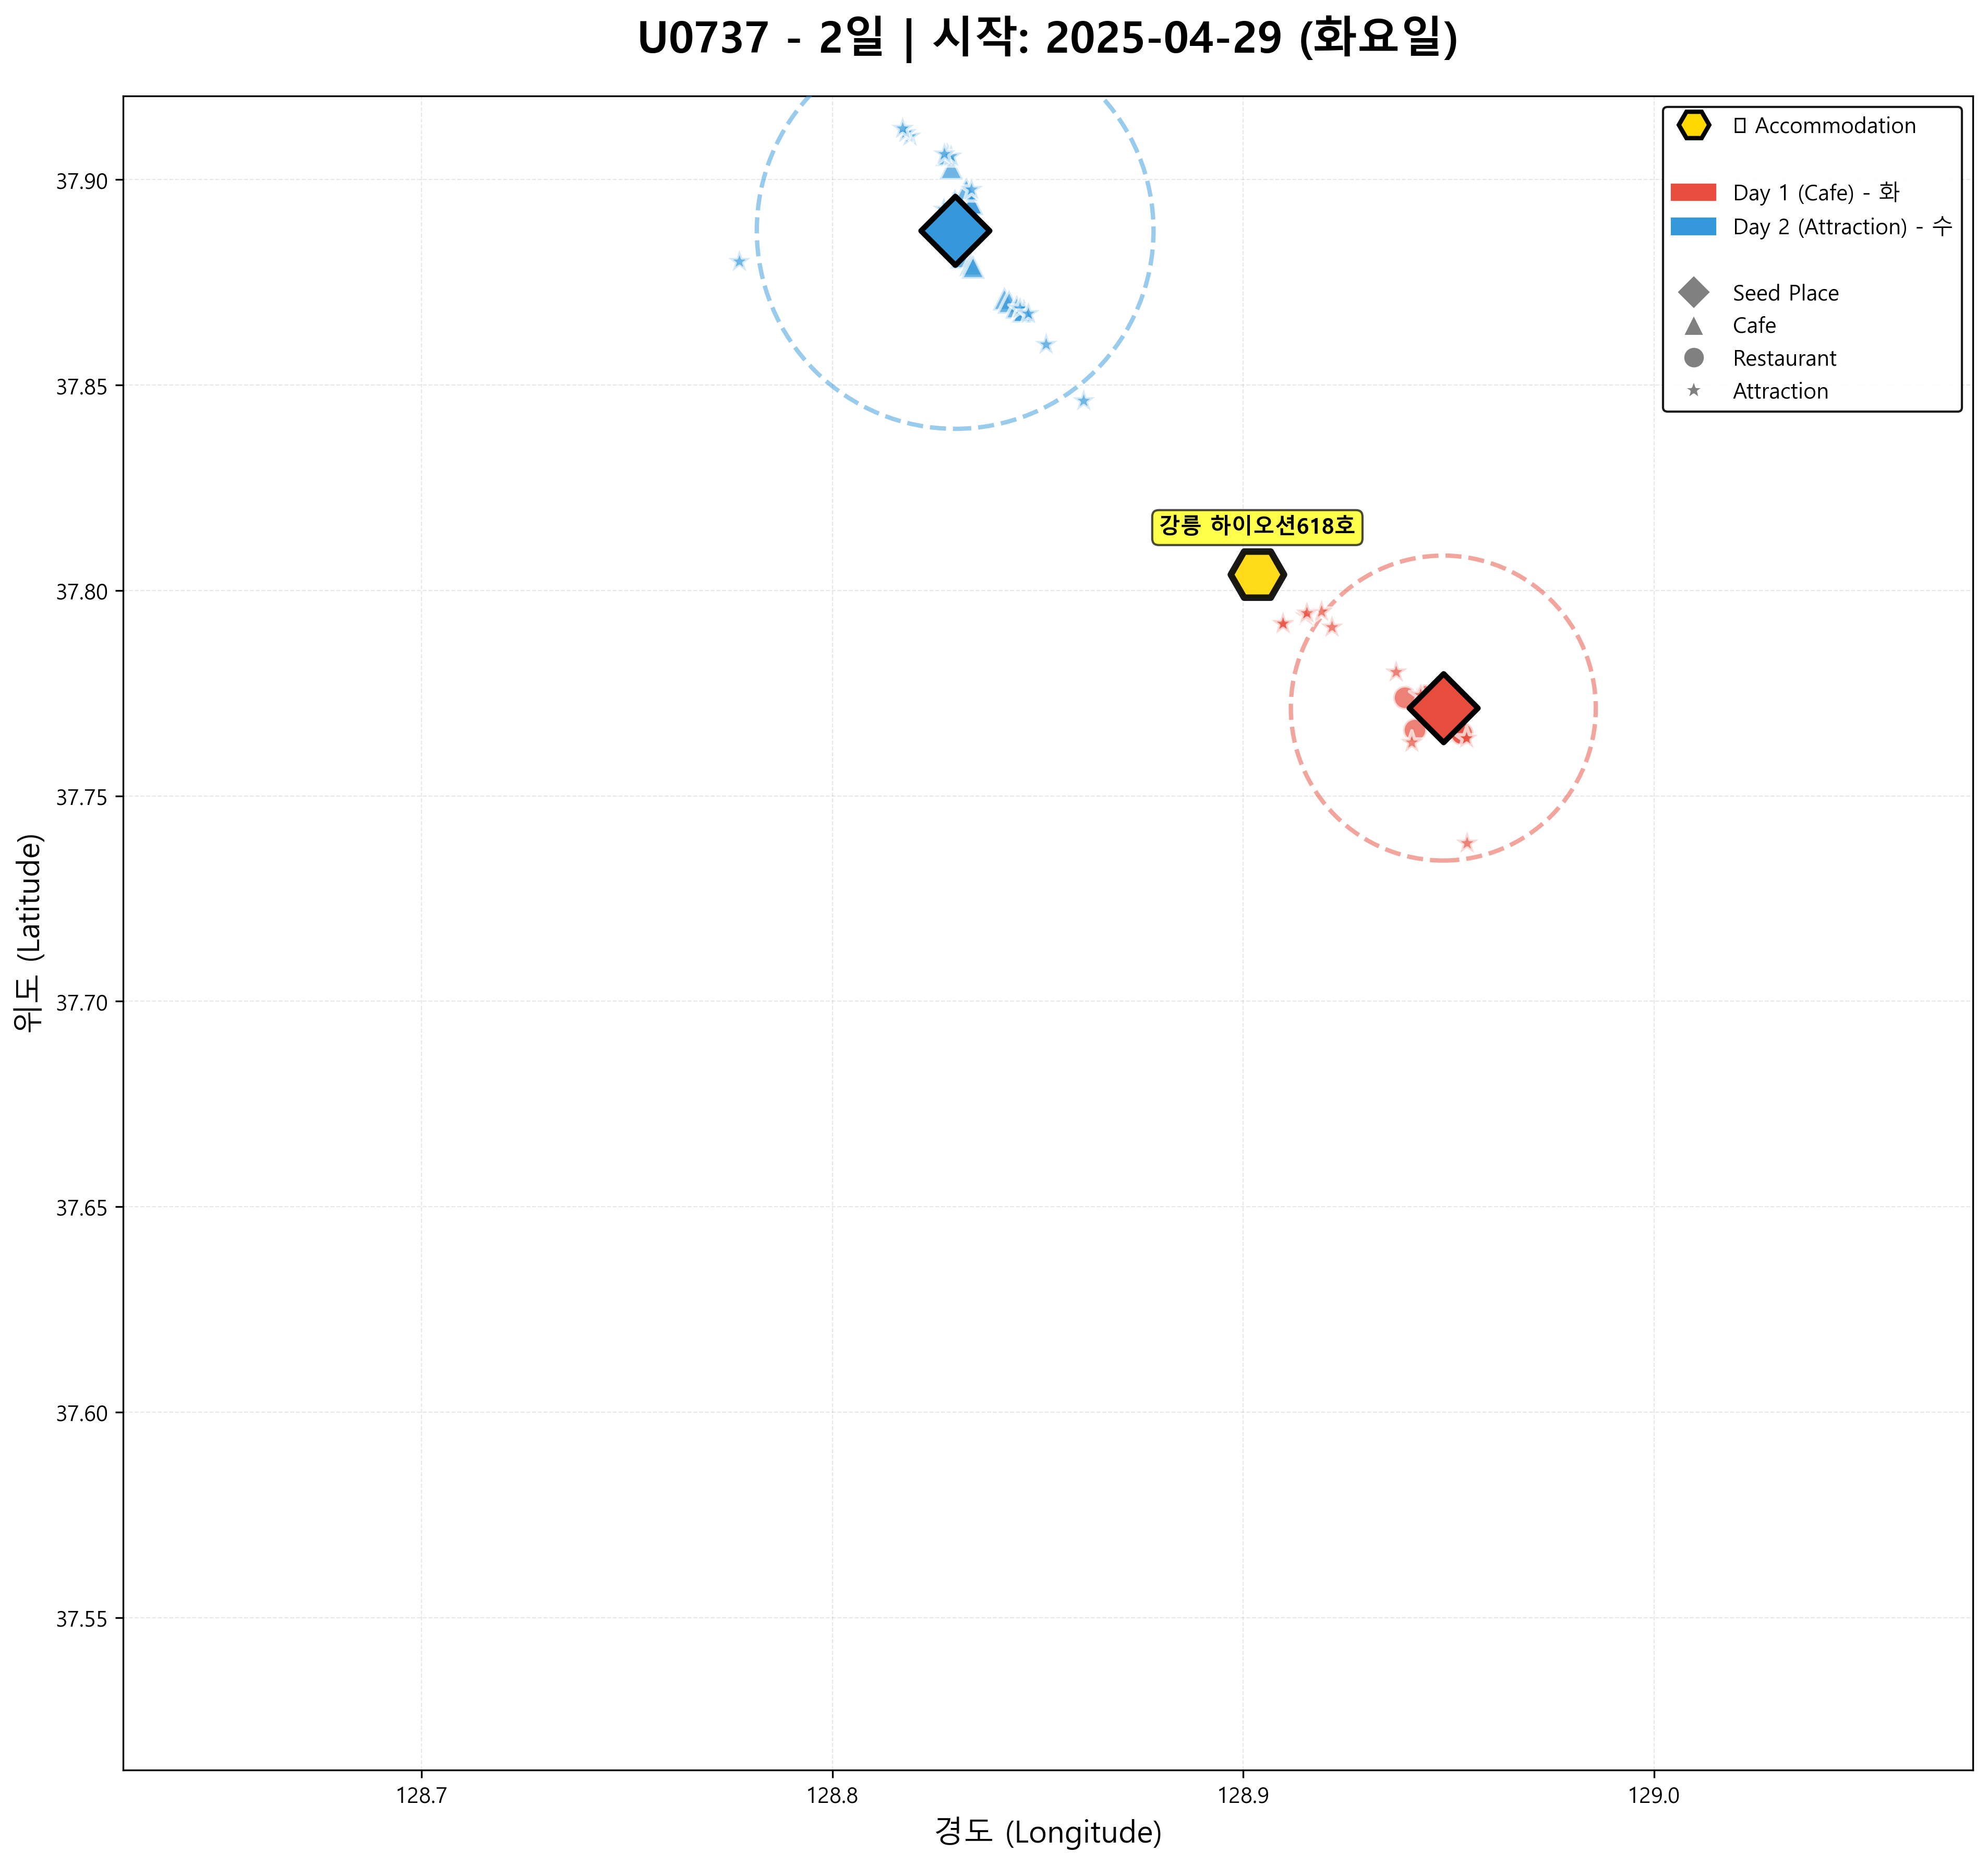 U0737 - 2일 | 시작: 2025-04-29 (화요일)
Accommodation
Day 1 (Cafe) - 화
Day 2 (Attraction) - 수
Seed Place
Cafe
Restaurant
Attraction
강릉 하이오션618호
위도 (Latitude)
37.90
37.85
37.80
37.75
37.70
37.65
37.60
37.55
128.7
128.8
128.9
129.0
경도 (Longitude)